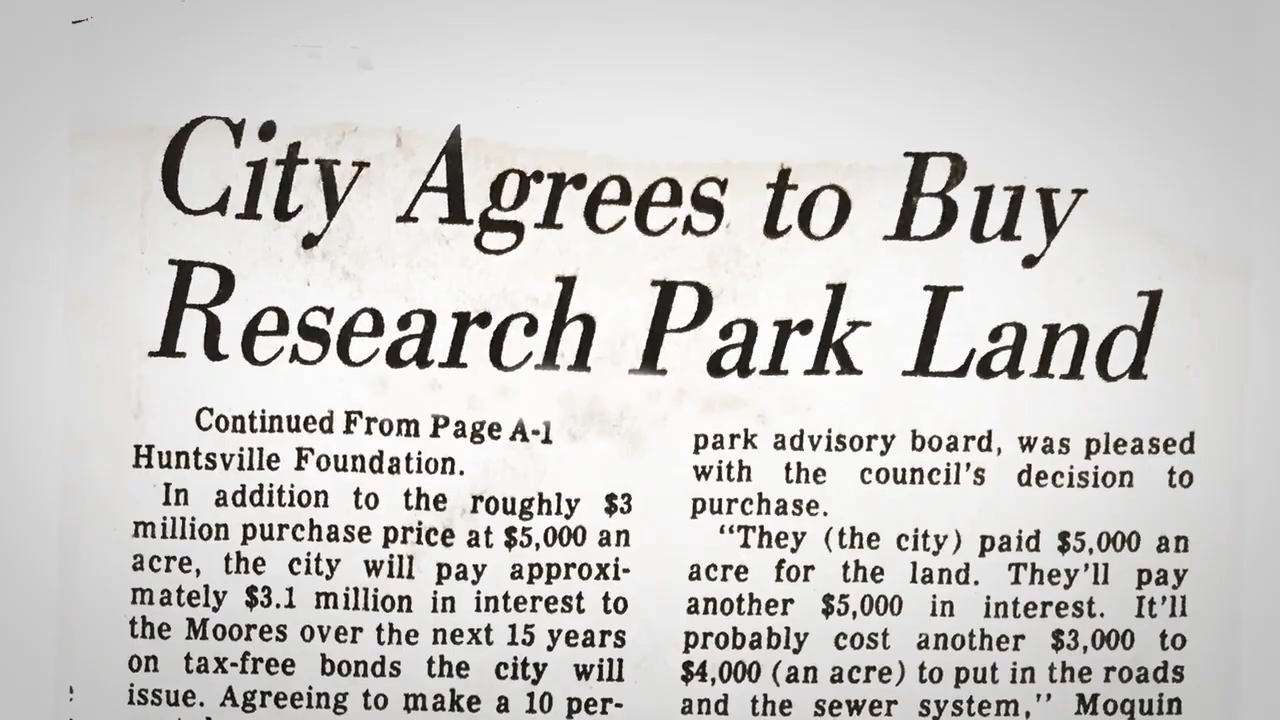 City Agrees to Buy
Research Park Land
Continued From Page A-1
Huntsville Foundation.
In addition to the roughly $3
million purchase price at $5,000 an
acre, the city will pay approxi-
mately $3.1 million in interest to
the Moores over the next 15 years
on tax-free bonds the city will
issue. Agreeing to make a 10 per-
park advisory board, was pleased
with the council's decision to
purchase.
"They (the city) paid $5,000 an
acre for the land. They'll pay
another $5,000 in interest. It'll
probably cost another $3,000 to
$4,000 (an acre) to put in the roads
and the sewer system," Moquin